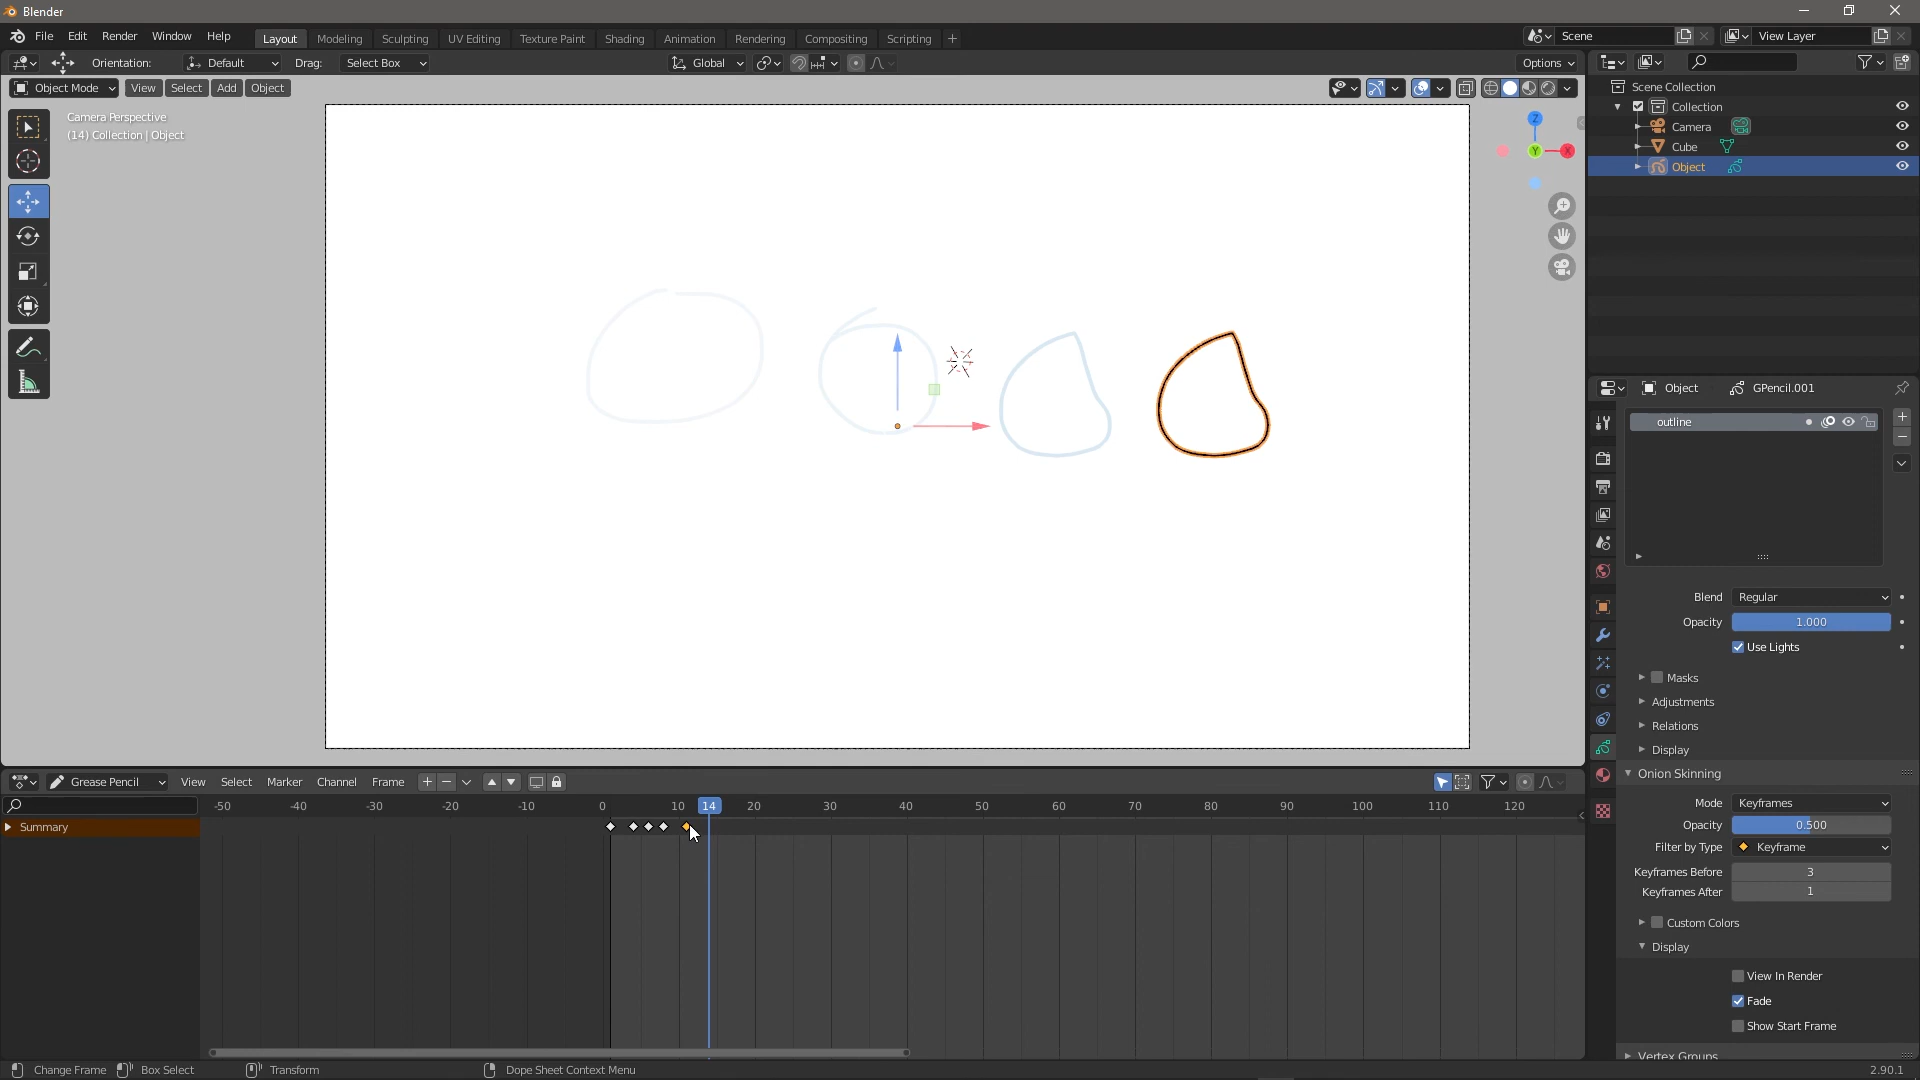 Blender
File Edit Render Window Help Layout Modeling Sculpting UV Editing Texture Paint Shading Animation Rendering Compositing Scripting + Scene View Layer
Orientation: Default Drag: Select Box Global Options
Object Mode View Select Add Object
Camera Perspective
(14) Collection | Object
Z
Y
X
Scene Collection
Collection
Camera
Cube
Object
Object GPencil.001
outline
Blend Regular
Opacity 1.000
Use Lights
Masks
Adjustments
Relations
Display
Onion Skinning
Mode Keyframes
Opacity 0.500
Filter by Type Keyframe
Keyframes Before 3
Keyframes After 1
Custom Colors
Display
View In Render
Fade
Show Start Frame
Vertex Groups
Grease Pencil View Select Marker Channel Frame
-50 -40 -30 -20 -10 0 10 14 20 30 40 50 60 70 80 90 100 110 120
Summary
Change Frame Box Select Transform Dope Sheet Context Menu 2.90.1